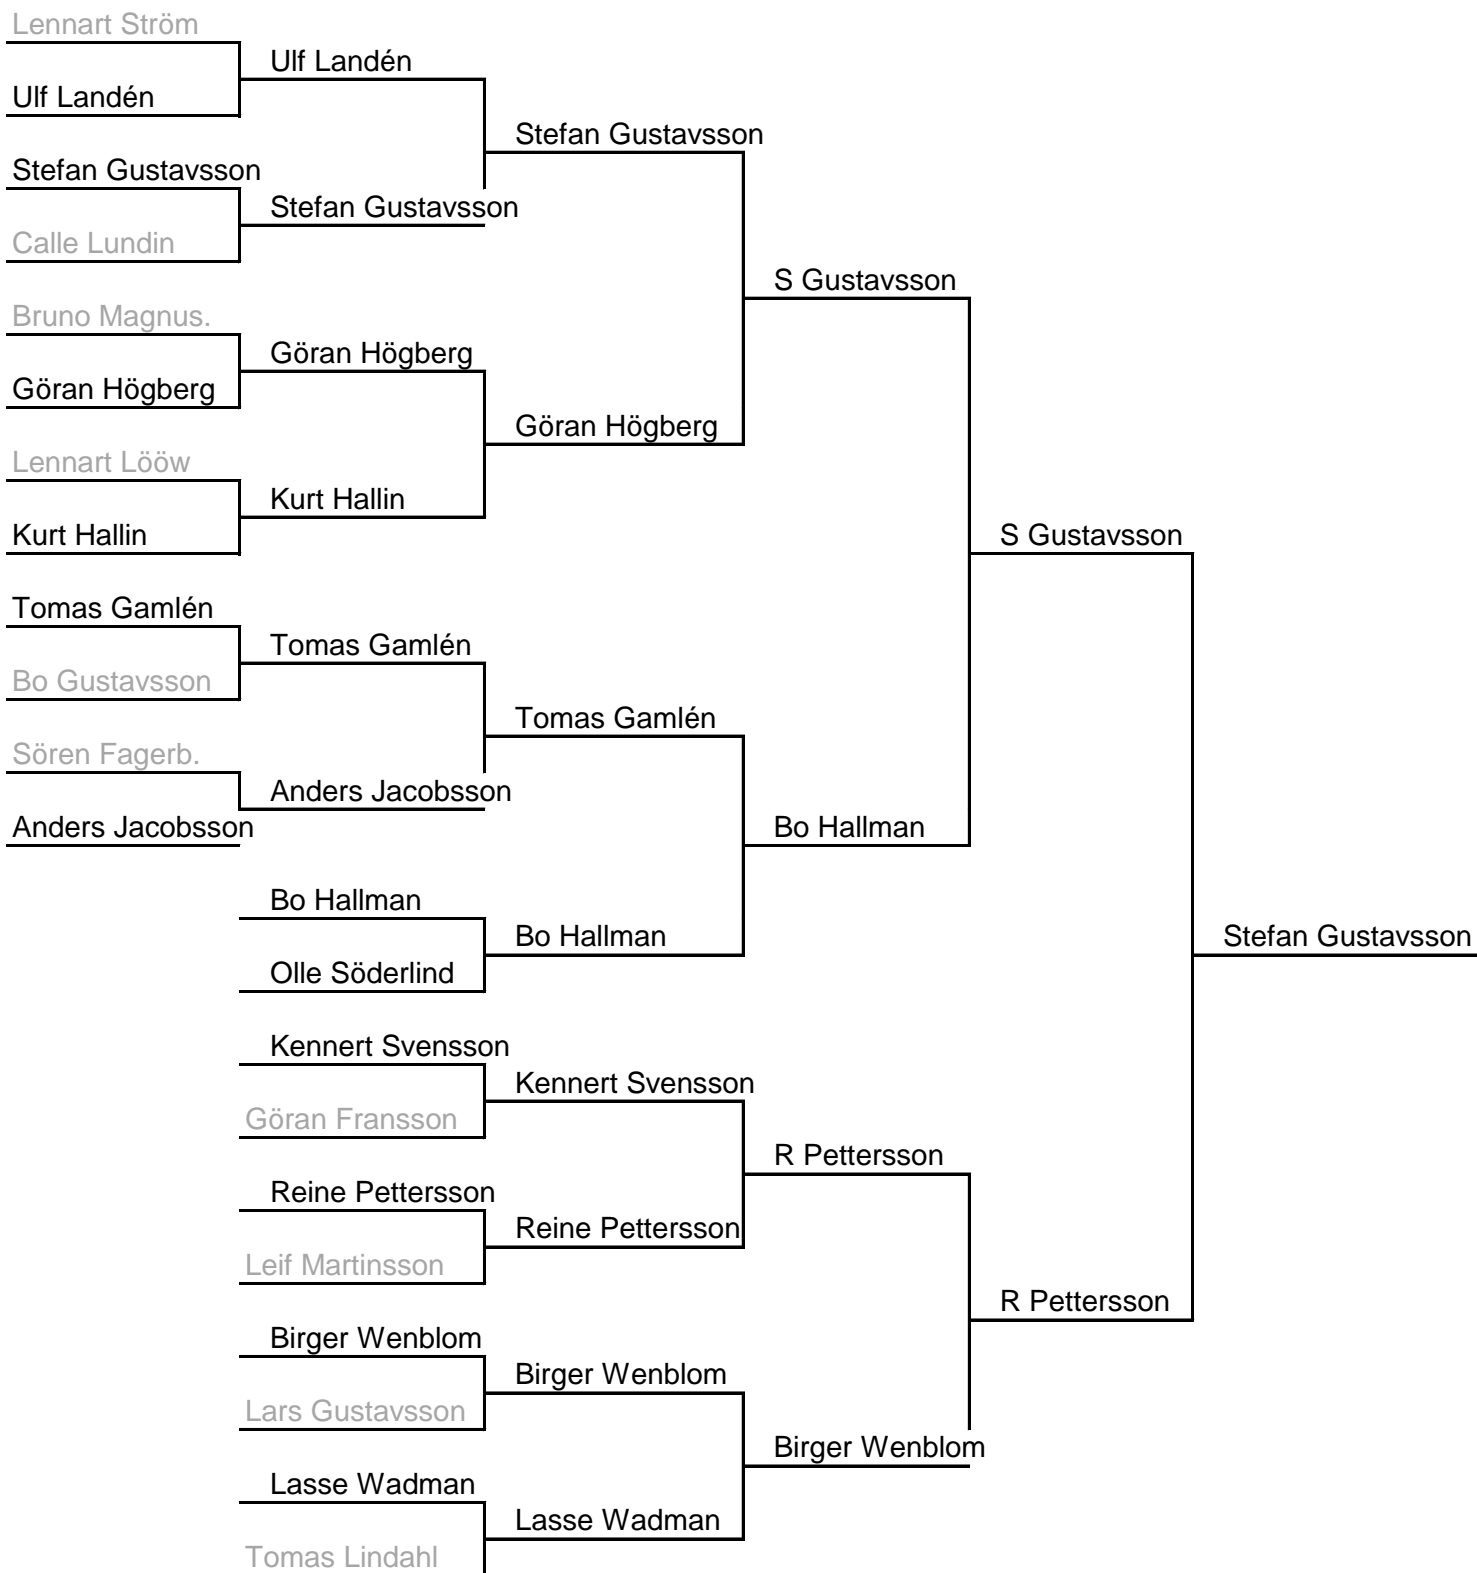 Lennart Ström
Ulf Landén
Ulf Landén
Stefan Gustavsson
Stefan Gustavsson
Stefan Gustavsson
Calle Lundin
S Gustavsson
Bruno Magnus.
Göran Högberg
Göran Högberg
Göran Högberg
Lennart Lööw
Kurt Hallin
Kurt Hallin
S Gustavsson
Tomas Gamlén
Tomas Gamlén
Bo Gustavsson
Tomas Gamlén
Sören Fagerb.
Anders Jacobsson
Anders Jacobsson
Bo Hallman
Bo Hallman
Bo Hallman
Stefan Gustavsson
Olle Söderlind
Kennert Svensson
Kennert Svensson
Göran Fransson
R Pettersson
Reine Pettersson
Reine Pettersson
Leif Martinsson
R Pettersson
Birger Wenblom
Birger Wenblom
Lars Gustavsson
Birger Wenblom
Lasse Wadman
Lasse Wadman
Tomas Lindahl